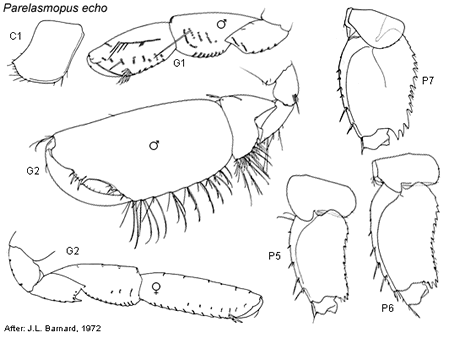 Parelasmopus echo
C1
♂
G1
P7
♂
G2
G2
♀
P5
P6
After: J.L. Barnard, 1972